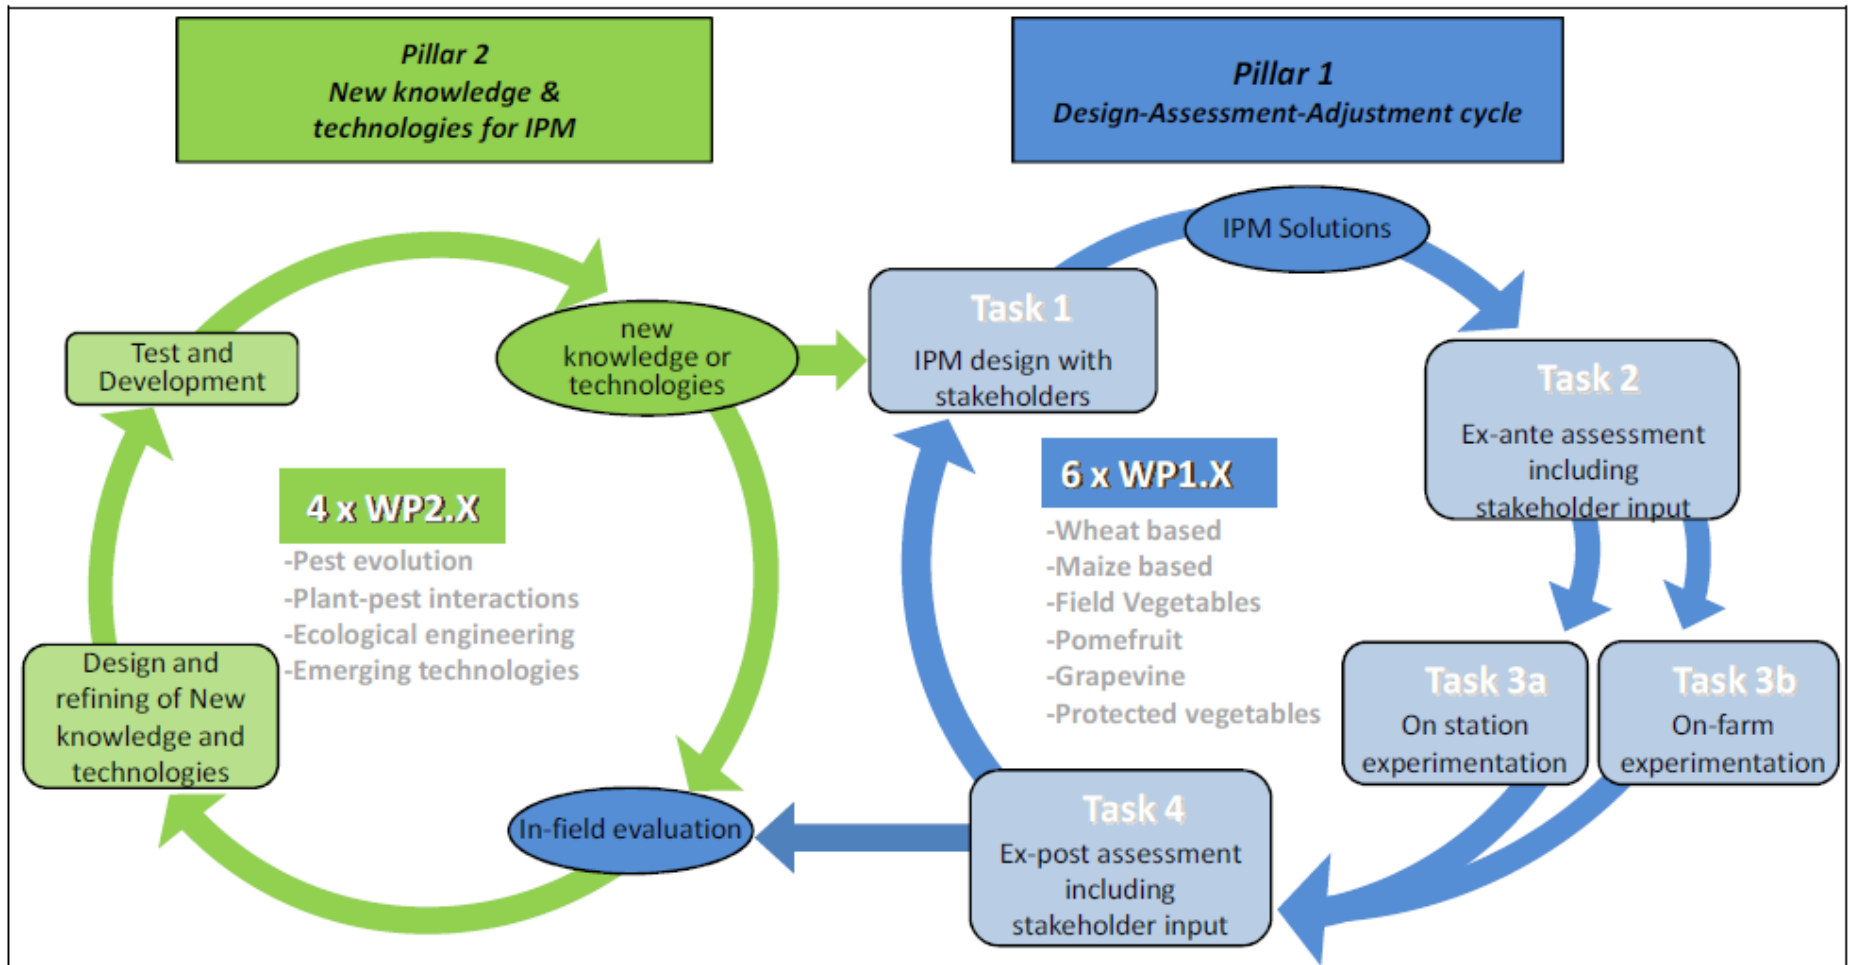 Pillar 2
New knowledge &
technologies for IPM
Pillar 1
Design-Assessment-Adjustment cycle
IPM Solutions
Task 1
IPM design with
stakeholders
new
knowledge or
technologies
Test and
Development
Task 2
Ex-ante assessment
including
stakeholder input
4 x WP2.X
-Pest evolution
-Plant-pest interactions
-Ecological engineering
-Emerging technologies
6 x WP1.X
-Wheat based
-Maize based
-Field Vegetables
-Pomefruit
-Grapevine
-Protected vegetables
Design and
refining of New
knowledge and
technologies
Task 3a
On station
experimentation
Task 3b
On-farm
experimentation
In-field evaluation
Task 4
Ex-post assessment
including
stakeholder input